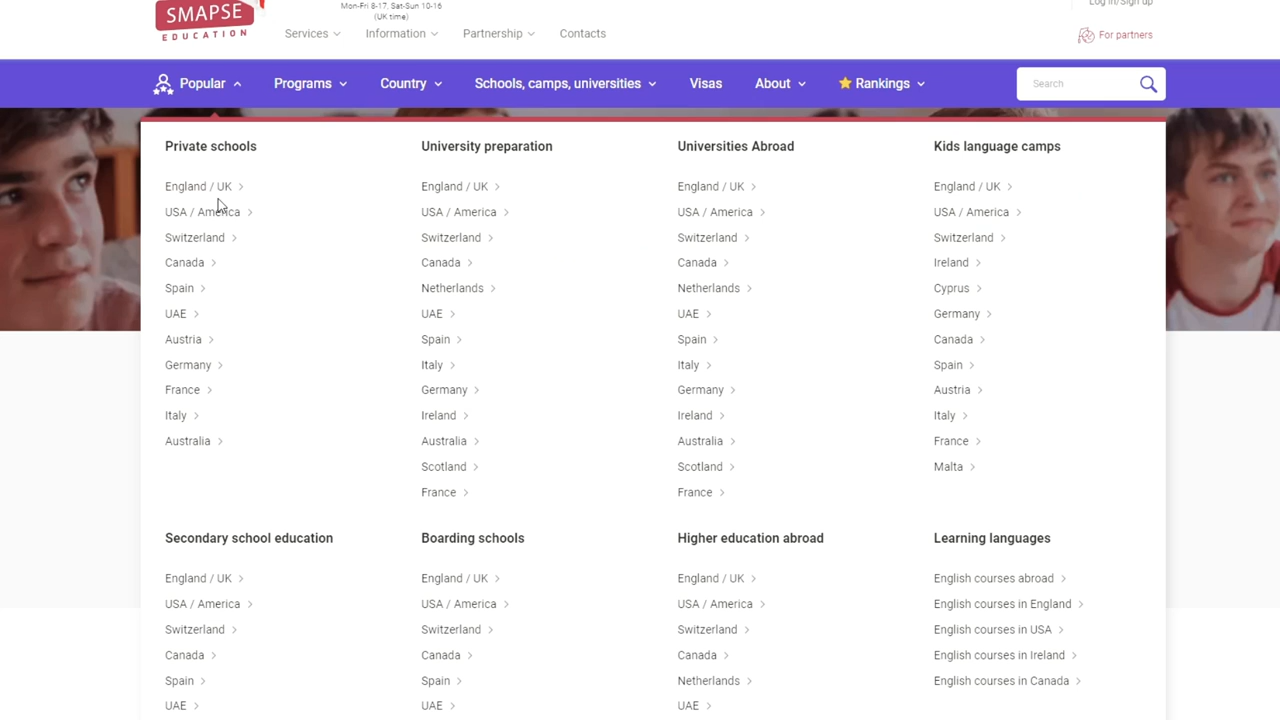 SMAPSE
EDUCATION
Mon-Fri 8-17, Sat-Sun 10-16
(UK time)
Log in/Sign up
Services
Information
Partnership
Contacts
For partners
Popular
Programs
Country
Schools, camps, universities
Visas
About
Rankings
Search
Private schools
England / UK
USA / America
Switzerland
Canada
Spain
UAE
Austria
Germany
France
Italy
Australia
University preparation
England / UK
USA / America
Switzerland
Canada
Netherlands
UAE
Spain
Italy
Germany
Ireland
Australia
Scotland
France
Universities Abroad
England / UK
USA / America
Switzerland
Canada
Netherlands
UAE
Spain
Italy
Germany
Ireland
Australia
Scotland
France
Kids language camps
England / UK
USA / America
Switzerland
Ireland
Cyprus
Germany
Canada
Spain
Austria
Italy
France
Malta
Secondary school education
England / UK
USA / America
Switzerland
Canada
Spain
UAE
Boarding schools
England / UK
USA / America
Switzerland
Canada
Spain
UAE
Higher education abroad
England / UK
USA / America
Switzerland
Canada
Netherlands
UAE
Learning languages
English courses abroad
English courses in England
English courses in USA
English courses in Ireland
English courses in Canada